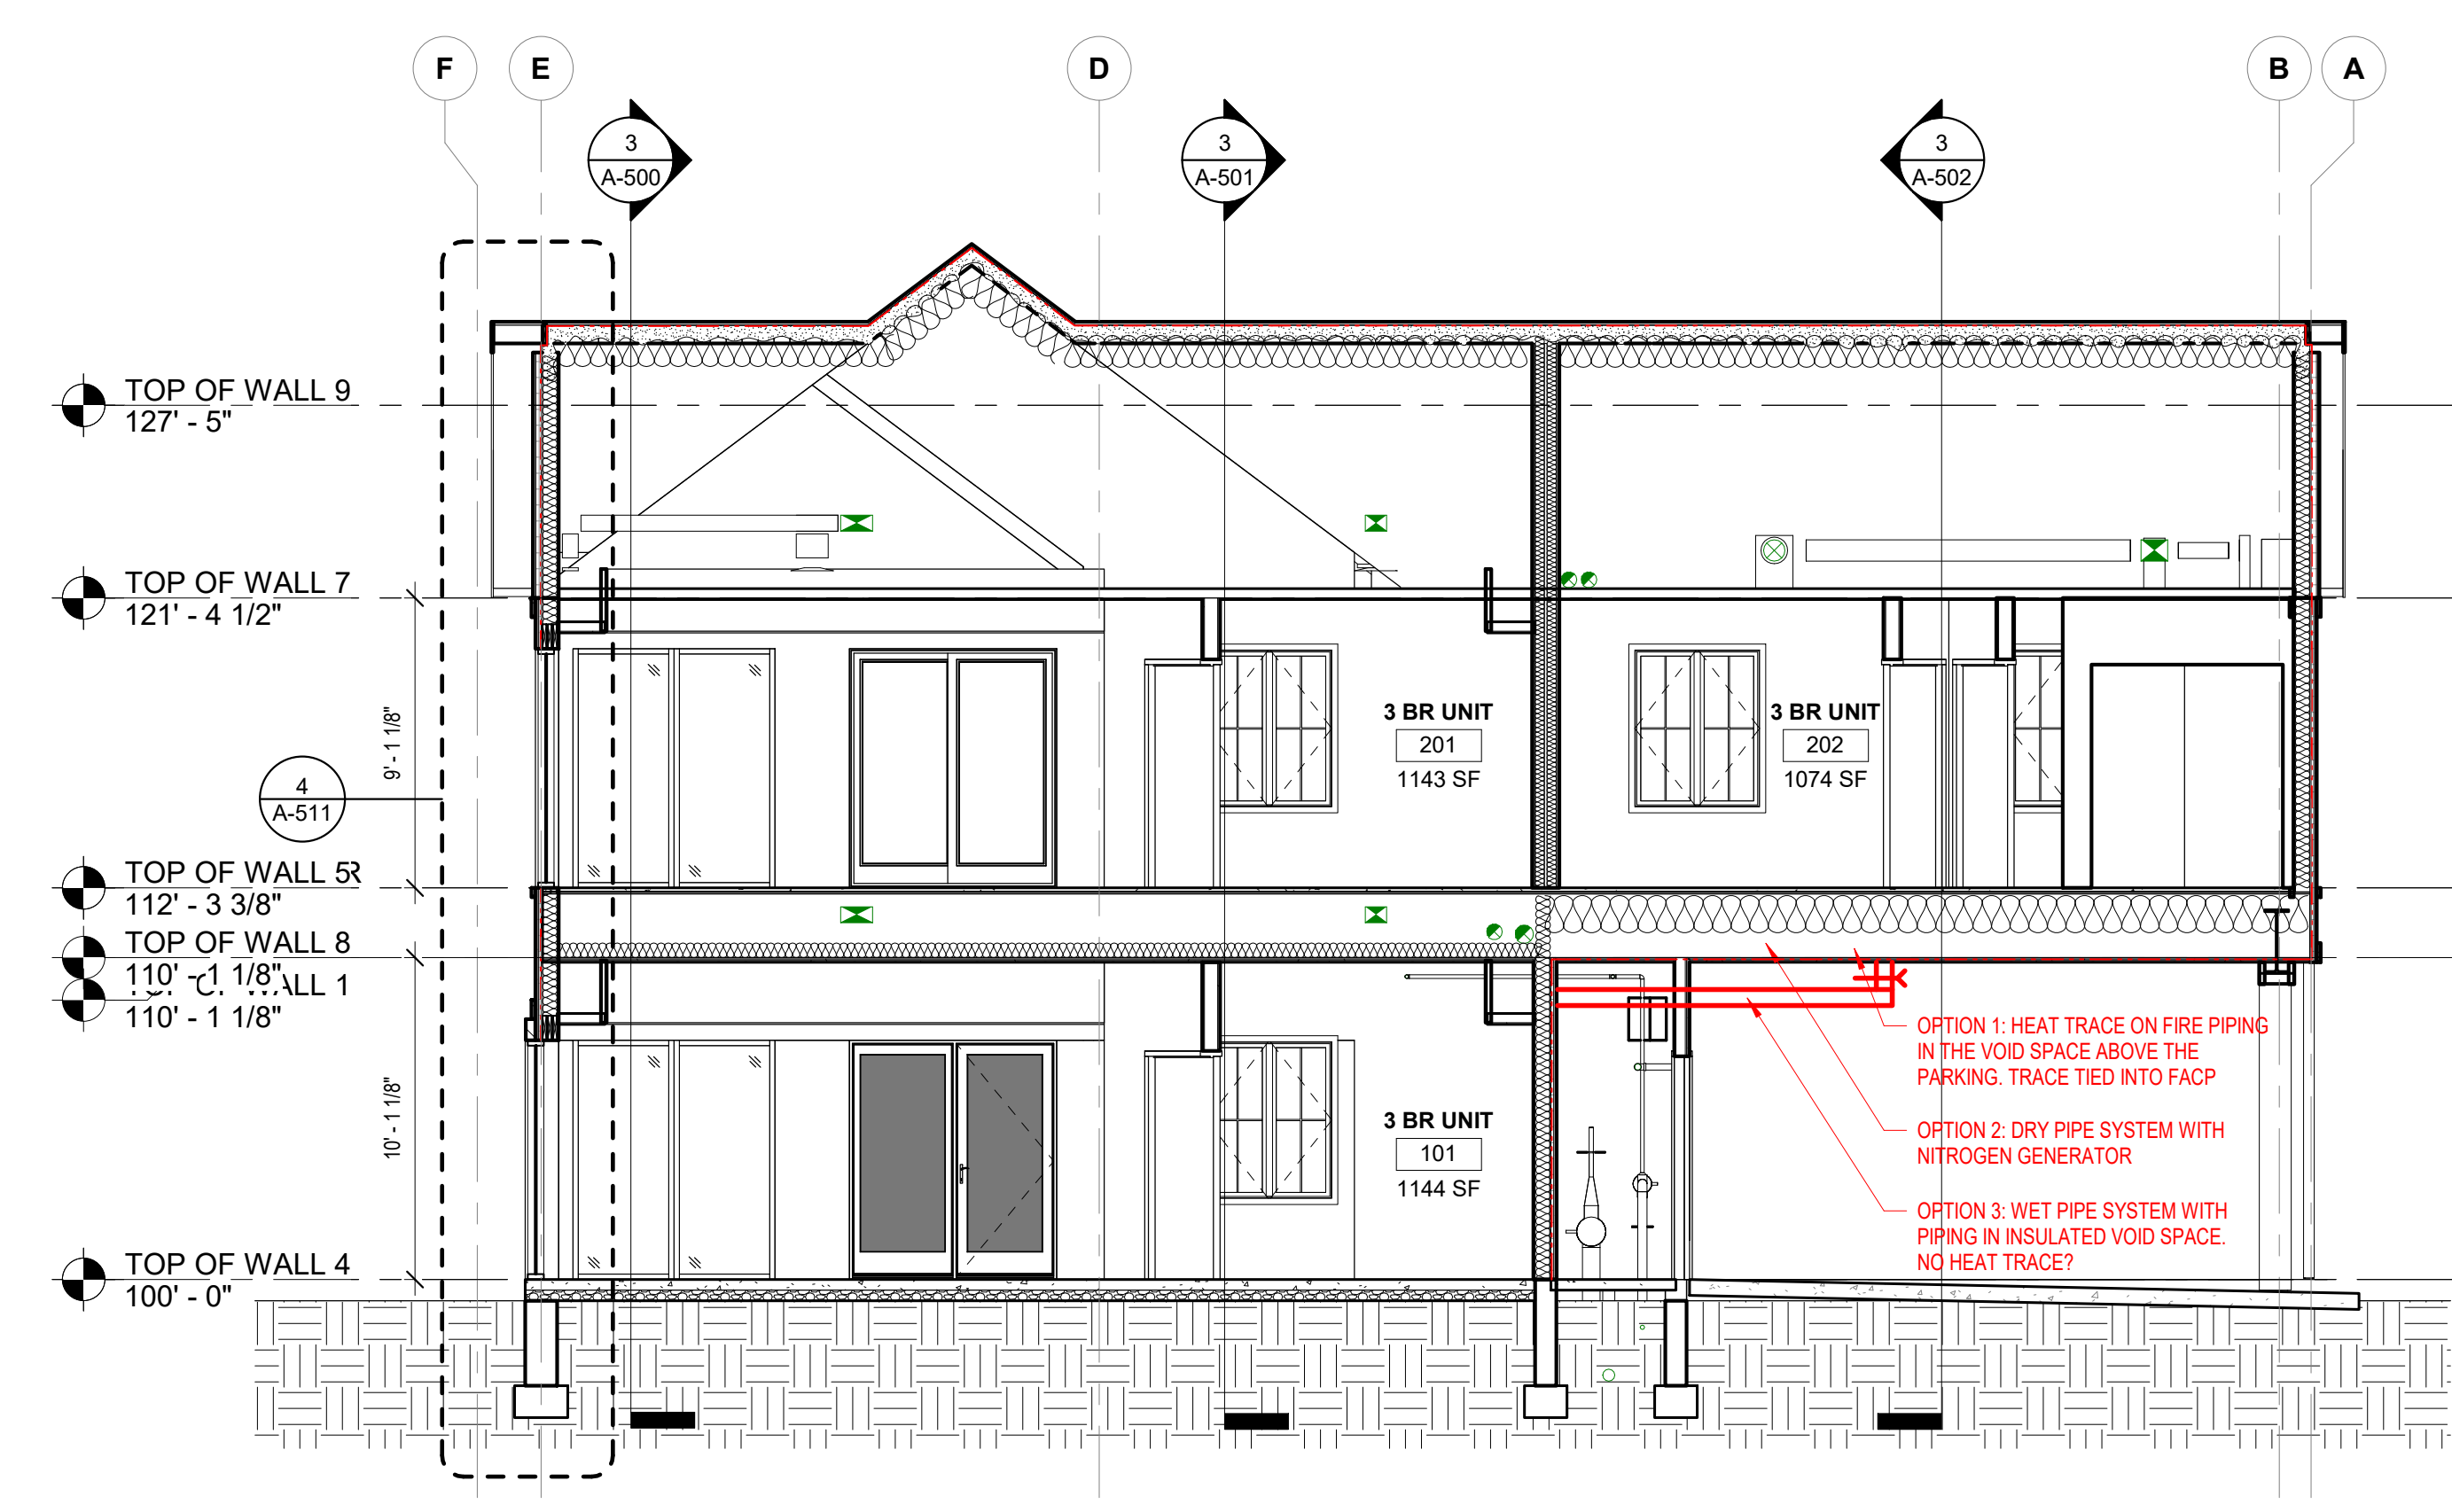 F
E
D
B
A
3
A-500
3
A-501
3
A-502
TOP OF WALL 9
127' - 5"
TOP OF WALL 7
121' - 4 1/2"
9' - 1 1/8"
3 BR UNIT
201
1143 SF
3 BR UNIT
202
1074 SF
4
A-511
TOP OF WALL 5R
112' - 3 3/8"
TOP OF WALL 8
110' - 1 1/8"
WALL 1
110' - 1 1/8"
10' - 1 1/8"
OPTION 1: HEAT TRACE ON FIRE PIPING
IN THE VOID SPACE ABOVE THE
PARKING. TRACE TIED INTO FACP
3 BR UNIT
101
1144 SF
OPTION 2: DRY PIPE SYSTEM WITH
NITROGEN GENERATOR
OPTION 3: WET PIPE SYSTEM WITH
PIPING IN INSULATED VOID SPACE.
NO HEAT TRACE?
TOP OF WALL 4
100' - 0"